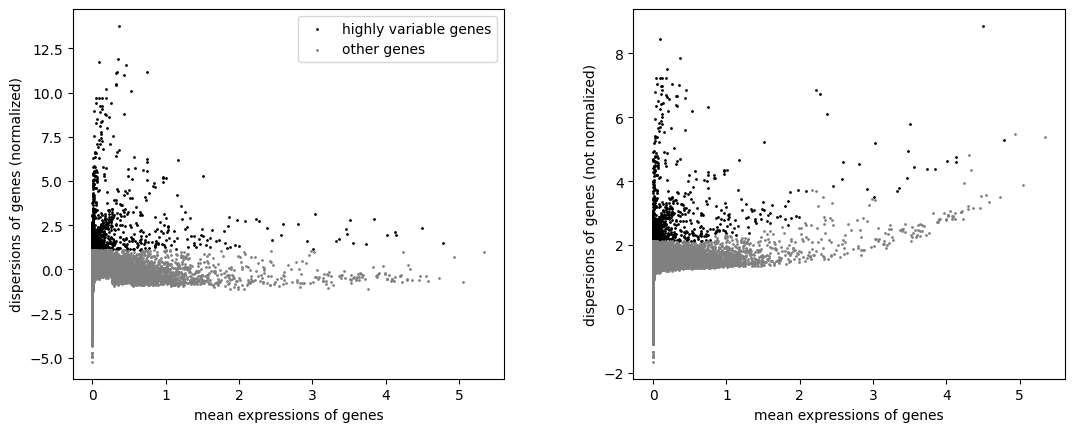 highly variable genes
other genes
dispersions of genes (normalized)
12.5
10.0
7.5
5.0
2.5
0.0
−2.5
−5.0
0 1 2 3 4 5
mean expressions of genes
dispersions of genes (not normalized)
8
6
4
2
0
−2
0 1 2 3 4 5
mean expressions of genes